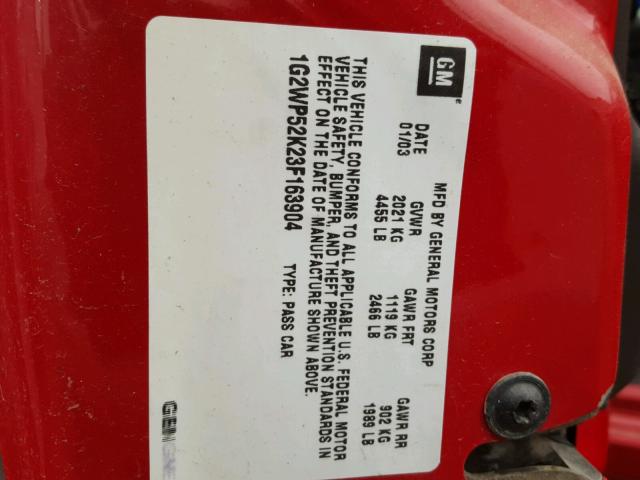 GM
MFD BY GENERAL MOTORS CORP
DATE GVWR GAWR FRT GAWR RR
01/03 2021 KG 1119 KG 902 KG
4455 LB 2466 LB 1989 LB
THIS VEHICLE CONFORMS TO ALL APPLICABLE U.S. FEDERAL MOTOR
VEHICLE SAFETY, BUMPER, AND THEFT PREVENTION STANDARDS IN
EFFECT ON THE DATE OF MANUFACTURE SHOWN ABOVE.
1G2WP52K23F163904 TYPE: PASS CAR